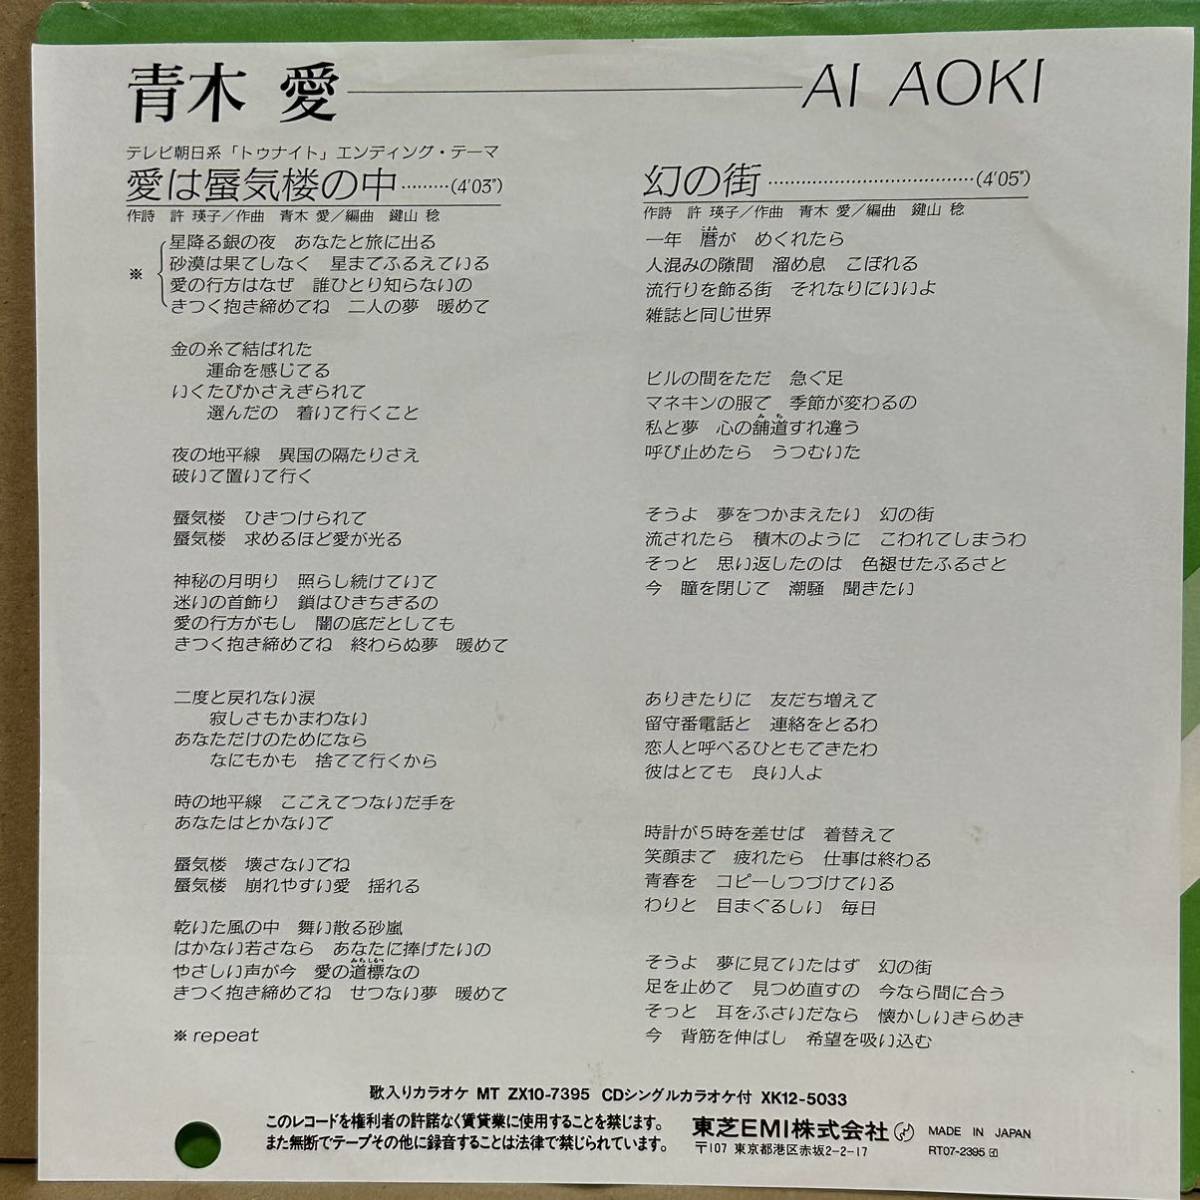 青木 愛 AI AOKI
テレビ朝日系「トゥナイト」エンディング・テーマ
愛は蜃気楼の中………(4'03")
作詩 許 瑛子／作曲 青木 愛／編曲 鍵山 稔
※
星降る銀の夜　あなたと旅に出る
砂漠は果てしなく　星までふるえている
愛の行方はなぜ　誰ひとり知らないの
きつく抱き締めてね　二人の夢　暖めて
金の糸で結ばれた
運命を感じてる
いくたびかさえぎられて
選んだの　着いて行くこと
夜の地平線　異国の隔たりさえ
破いて置いて行く
蜃気楼　ひきつけられて
蜃気楼　求めるほど愛が光る
神秘の月明り　照らし続けていて
迷いの首飾り　鎖はひきちぎるの
愛の行方がもし　闇の底だとしても
きつく抱き締めてね　終わらぬ夢　暖めて
二度と戻れない涙
寂しさもかまわない
あなただけのためになら
なにもかも　捨てて行くから
時の地平線　こごえてつないだ手を
あなたはとかないで
蜃気楼　壊さないでね
蜃気楼　崩れやすい愛　揺れる
乾いた風の中　舞い散る砂嵐
はかない若さなら　あなたに捧げたいの
みちしるべ
やさしい声が今　愛の道標なの
きつく抱き締めてね　せつない夢　暖めて
※ repeat
幻の街………………………………(4'05")
作詩 許 瑛子／作曲 青木 愛／編曲 鍵山 稔
こよみ
一年　暦が　めくれたら
人混みの隙間　溜め息　こぼれる
流行りを飾る街　それなりにいいよ
雑誌と同じ世界
ビルの間をただ　急ぐ足
マネキンの服で　季節が変わるの
みち
私と夢　心の舗道すれ違う
呼び止めたら　うつむいた
そうよ　夢をつかまえたい　幻の街
流されたら　積木のように　こわれてしまうわ
そっと　思い返したのは　色褪せたふるさと
今　瞳を閉じて　潮騒　聞きたい
ありきたりに　友だち増えて
留守番電話と　連絡をとるわ
恋人と呼べるひともできたわ
彼はとても　良い人よ
時計が５時を差せば　着替えて
笑顔まで　疲れたら　仕事は終わる
青春を　コピーしつづけている
わりと　目まぐるしい　毎日
そうよ　夢に見ていたはず　幻の街
足を止めて　見つめ直すの　今なら間に合う
そっと　耳をふさいだなら　懐かしいきらめき
今　背筋を伸ばし　希望を吸い込む
歌入りカラオケ MT ZX10-7395 CDシングルカラオケ付 XK12-5033
このレコードを権利者の許諾なく賃貸業に使用することを禁じます。
また無断でテープその他に録音することは法律で禁じられています。
東芝EMI株式会社
〒107 東京都港区赤坂2-2-17
MADE IN JAPAN
RT07-2395